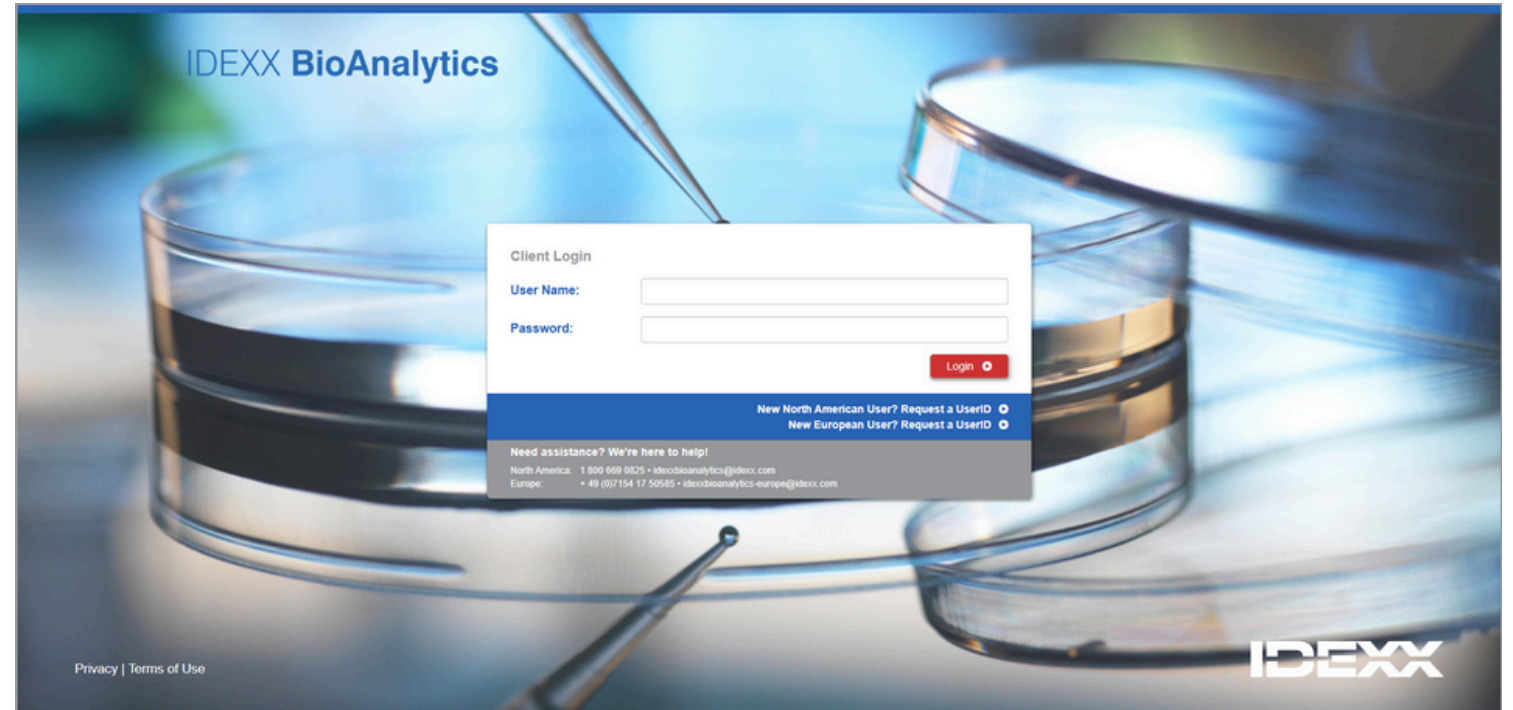 IDEXX BioAnalytics
Client Login
User Name:
Password:
Login
New North American User? Request a UserID
New European User? Request a UserID
Need assistance? We're here to help!
North America: 1 800 669 0825 • idexxbioanalytics@idexx.com
Europe: + 49 (0)7154 17 50585 • idexxbioanalytics-europe@idexx.com
Privacy | Terms of Use
IDEXX